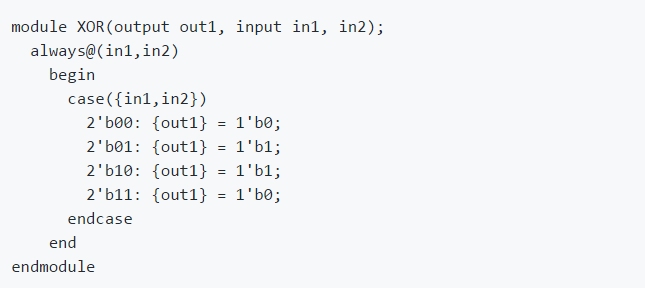 module XOR(output out1, input in1, in2);
  always@(in1,in2)
    begin
      case({in1,in2})
        2'b00: {out1} = 1'b0;
        2'b01: {out1} = 1'b1;
        2'b10: {out1} = 1'b1;
        2'b11: {out1} = 1'b0;
      endcase
    end
endmodule